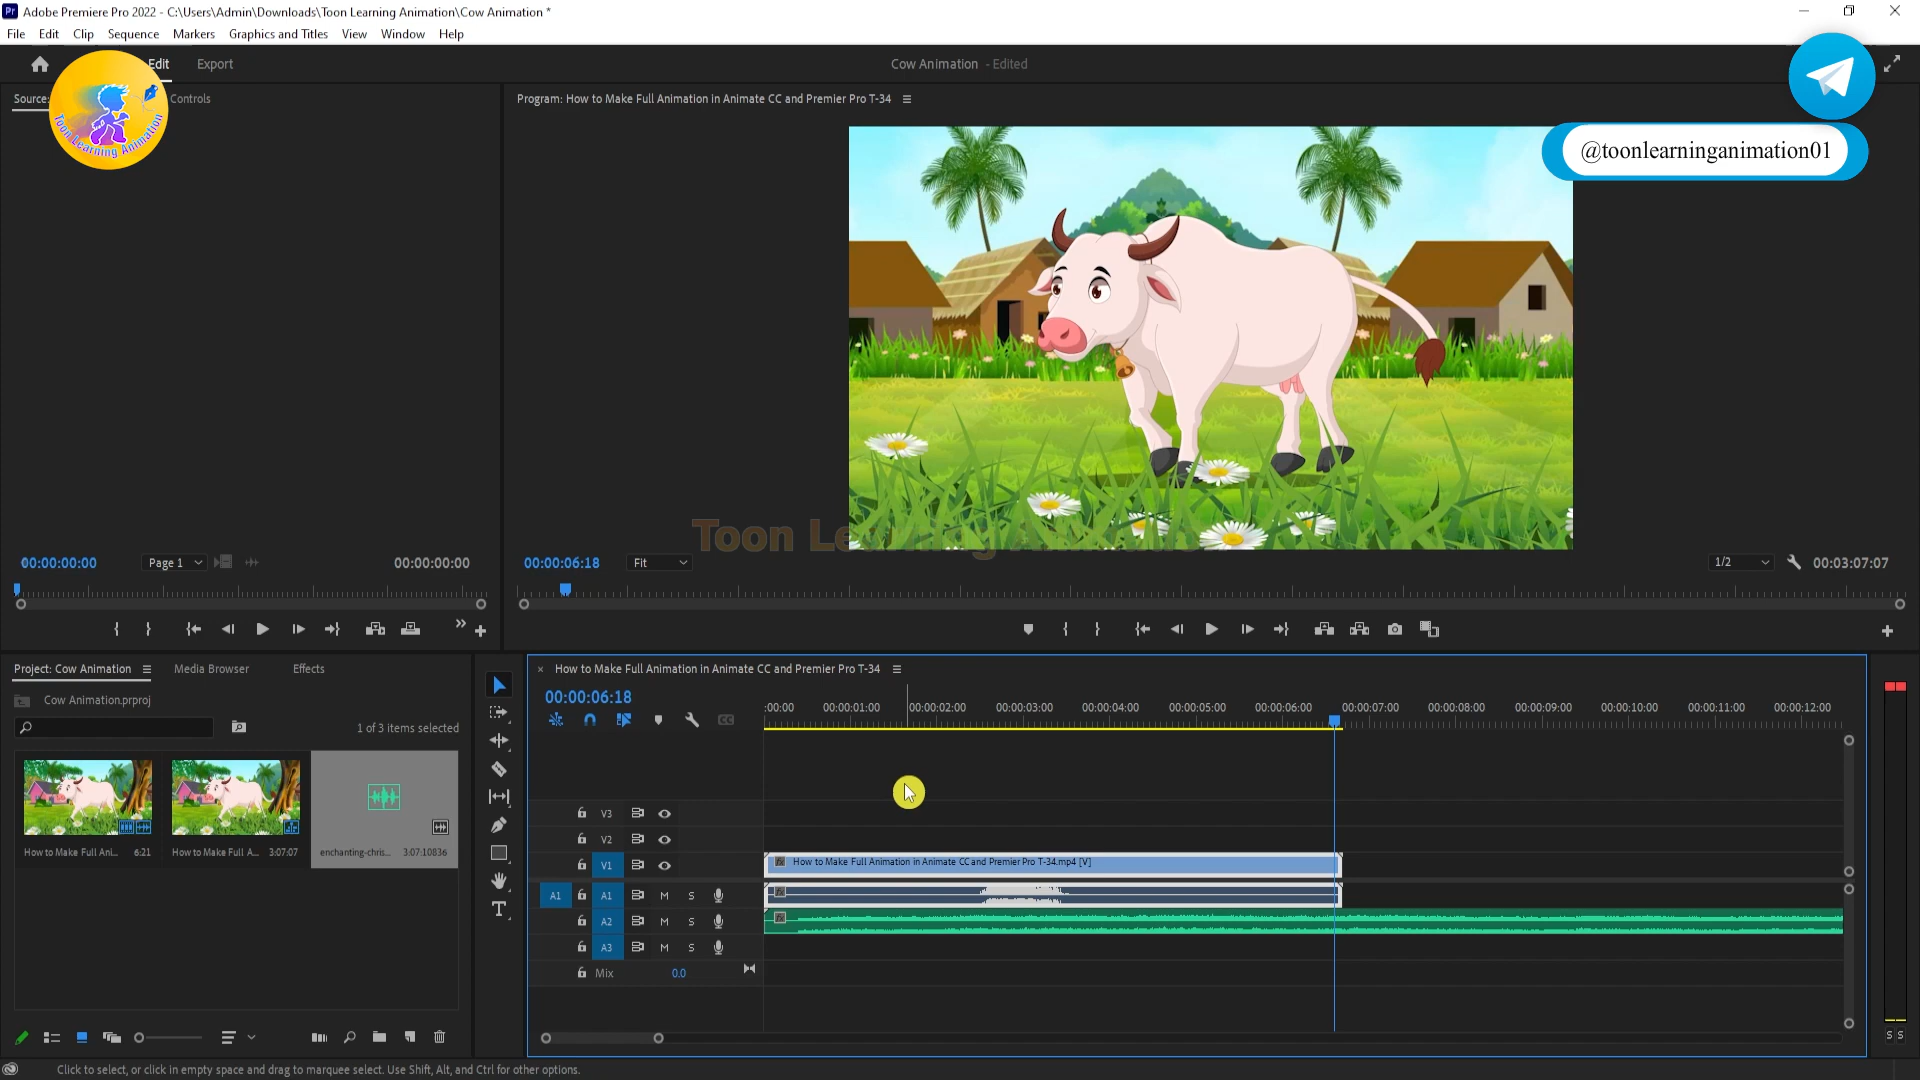 Pr Adobe Premiere Pro 2022 - C:\Users\Admin\Downloads\Toon Learning Animation\Cow Animation *
File Edit Clip Sequence Markers Graphics and Titles View Window Help
Edit Export
Cow Animation - Edited
Source:
Controls
Program: How to Make Full Animation in Animate CC and Premier Pro T-34
Toon Learning Animation
@toonlearninganimation01
00:00:00:00
Page 1
00:00:00:00
00:00:06:18
Fit
1/2
00:03:07:07
Project: Cow Animation
Media Browser
Effects
Cow Animation.prproj
1 of 3 items selected
How to Make Full Ani... 6:21
How to Make Full A... 3:07:07
enchanting-chris... 3:07:10836
× How to Make Full Animation in Animate CC and Premier Pro T-34
00:00:06:18
:00:00 00:00:01:00 00:00:02:00 00:00:03:00 00:00:04:00 00:00:05:00 00:00:06:00 00:00:07:00 00:00:08:00 00:00:09:00 00:00:10:00 00:00:11:00 00:00:12:00
V3
V2
V1
fx How to Make Full Animation in Animate CC and Premier Pro T-34.mp4 [V]
A1 A1 M S
A2 M S
A3 M S
Mix 0.0
S S
Click to select, or click in empty space and drag to marquee select. Use Shift, Alt, and Ctrl for other options.